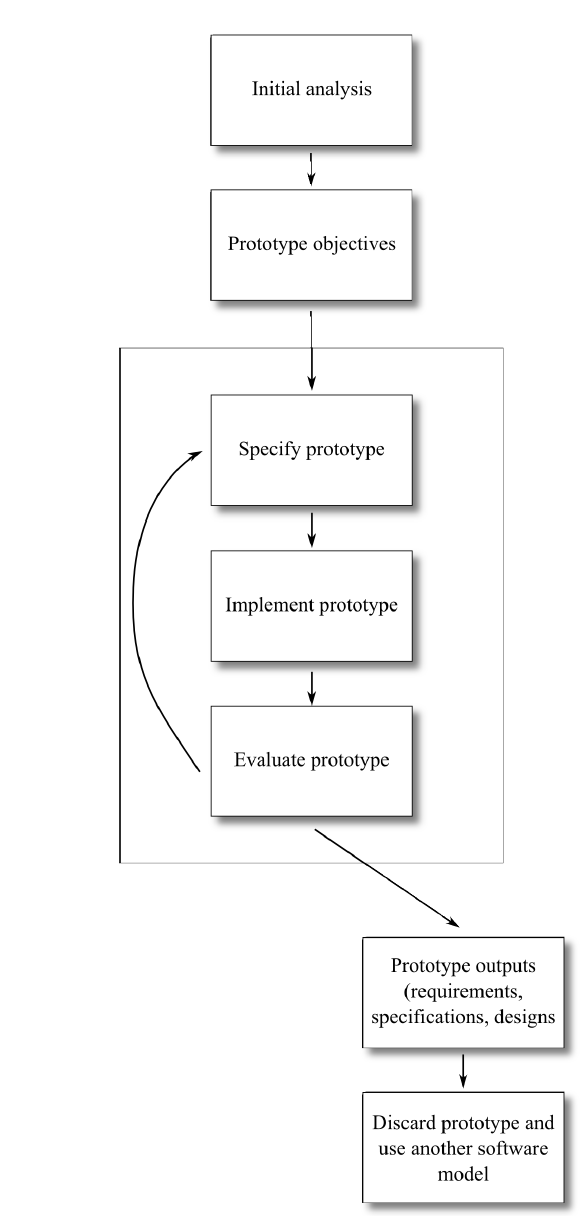 Initial analysis
Prototype objectives
Specify prototype
Implement prototype
Evaluate prototype
Prototype outputs
(requirements,
specifications, designs
Discard prototype and
use another software
model